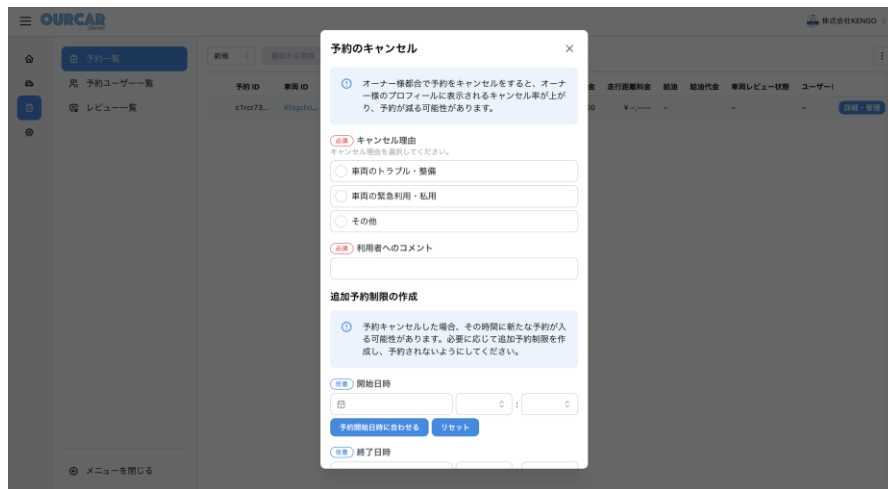 OURCAR
Owner
株式会社KENGO
予約一覧
予約ユーザー一覧
レビュー一覧
メニューを閉じる
新規
最初から取得
予約 ID
車両 ID
走行距離料金
給油
給油代金
車両レビュー状態
詳細・管理
予約のキャンセル
オーナー様都合で予約をキャンセルをすると、オーナ
ー様のプロフィールに表示されるキャンセル率が上が
り、予約が減る可能性があります。
必須 キャンセル理由
キャンセル理由を選択してください。
車両のトラブル・整備
車両の緊急利用・私用
その他
必須 利用者へのコメント
追加予約制限の作成
予約キャンセルした場合、その時間に新たな予約が入
る可能性があります。必要に応じて追加予約制限を作
成し、予約されないようにしてください。
任意 開始日時
:
予約開始日時に合わせる リセット
任意 終了日時